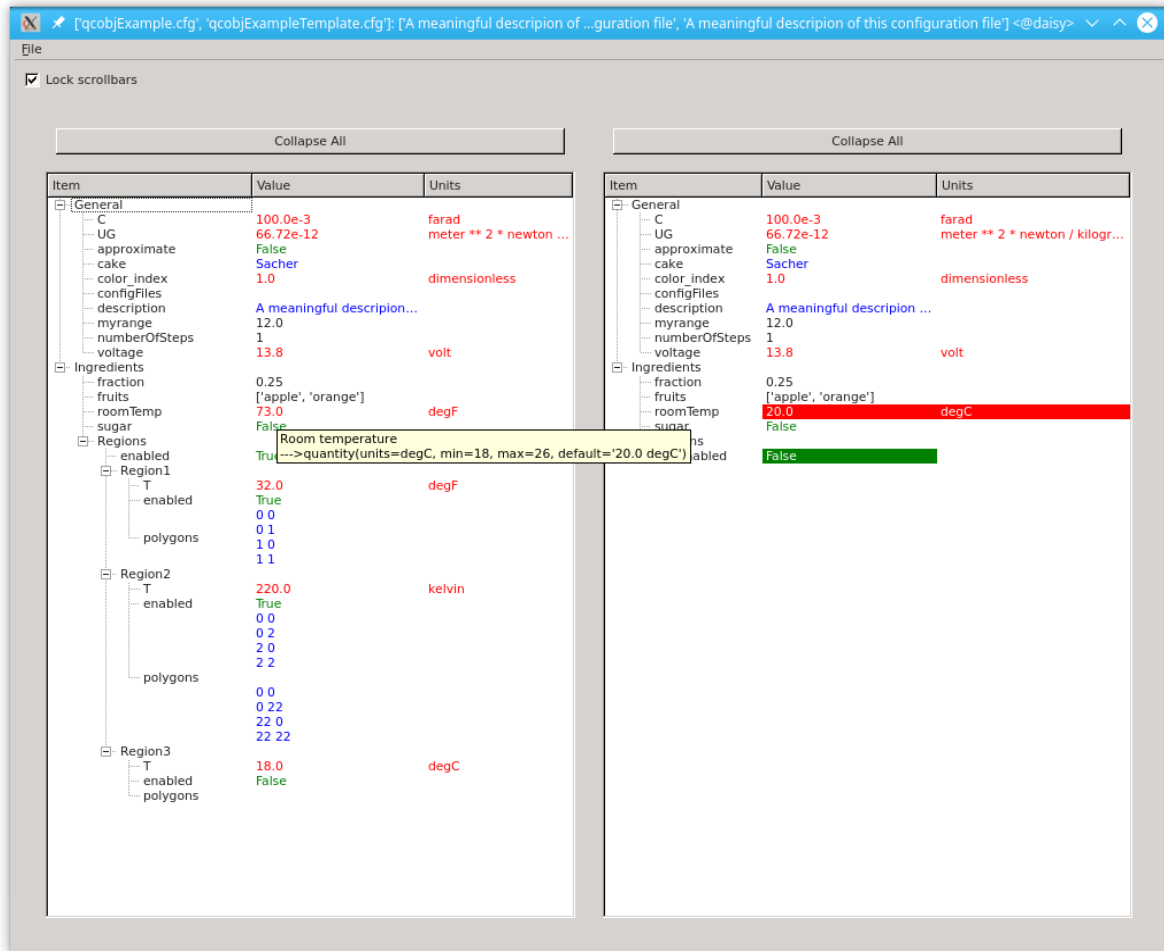 ['qcobjExample.cfg', 'qcobjExampleTemplate.cfg']: ['A meaningful descripion of ...guration file', 'A meaningful descripion of this configuration file'] <@daisy>
File
Lock scrollbars
Collapse All
Item Value Units
General
C 100.0e-3 farad
UG 66.72e-12 meter ** 2 * newton ...
approximate False
cake Sacher
color_index 1.0 dimensionless
configFiles
description A meaningful descripion...
myrange 12.0
numberOfSteps 1
voltage 13.8 volt
Ingredients
fraction 0.25
fruits ['apple', 'orange']
roomTemp 73.0 degF
sugar False
Regions
enabled
Region1
T 32.0 degF
enabled True
0 0
0 1
polygons
1 0
1 1
Region2
T 220.0 kelvin
enabled True
0 0
0 2
2 0
2 2
polygons
0 0
0 22
22 0
22 22
Region3
T 18.0 degC
enabled False
polygons
Room temperature
--->quantity(units=degC, min=18, max=26, default='20.0 degC')
Collapse All
Item Value Units
General
C 100.0e-3 farad
UG 66.72e-12 meter ** 2 * newton / kilogr...
approximate False
cake Sacher
color_index 1.0 dimensionless
configFiles
description A meaningful descripion ...
myrange 12.0
numberOfSteps 1
voltage 13.8 volt
Ingredients
fraction 0.25
fruits ['apple', 'orange']
roomTemp 20.0 degC
sugar False
False